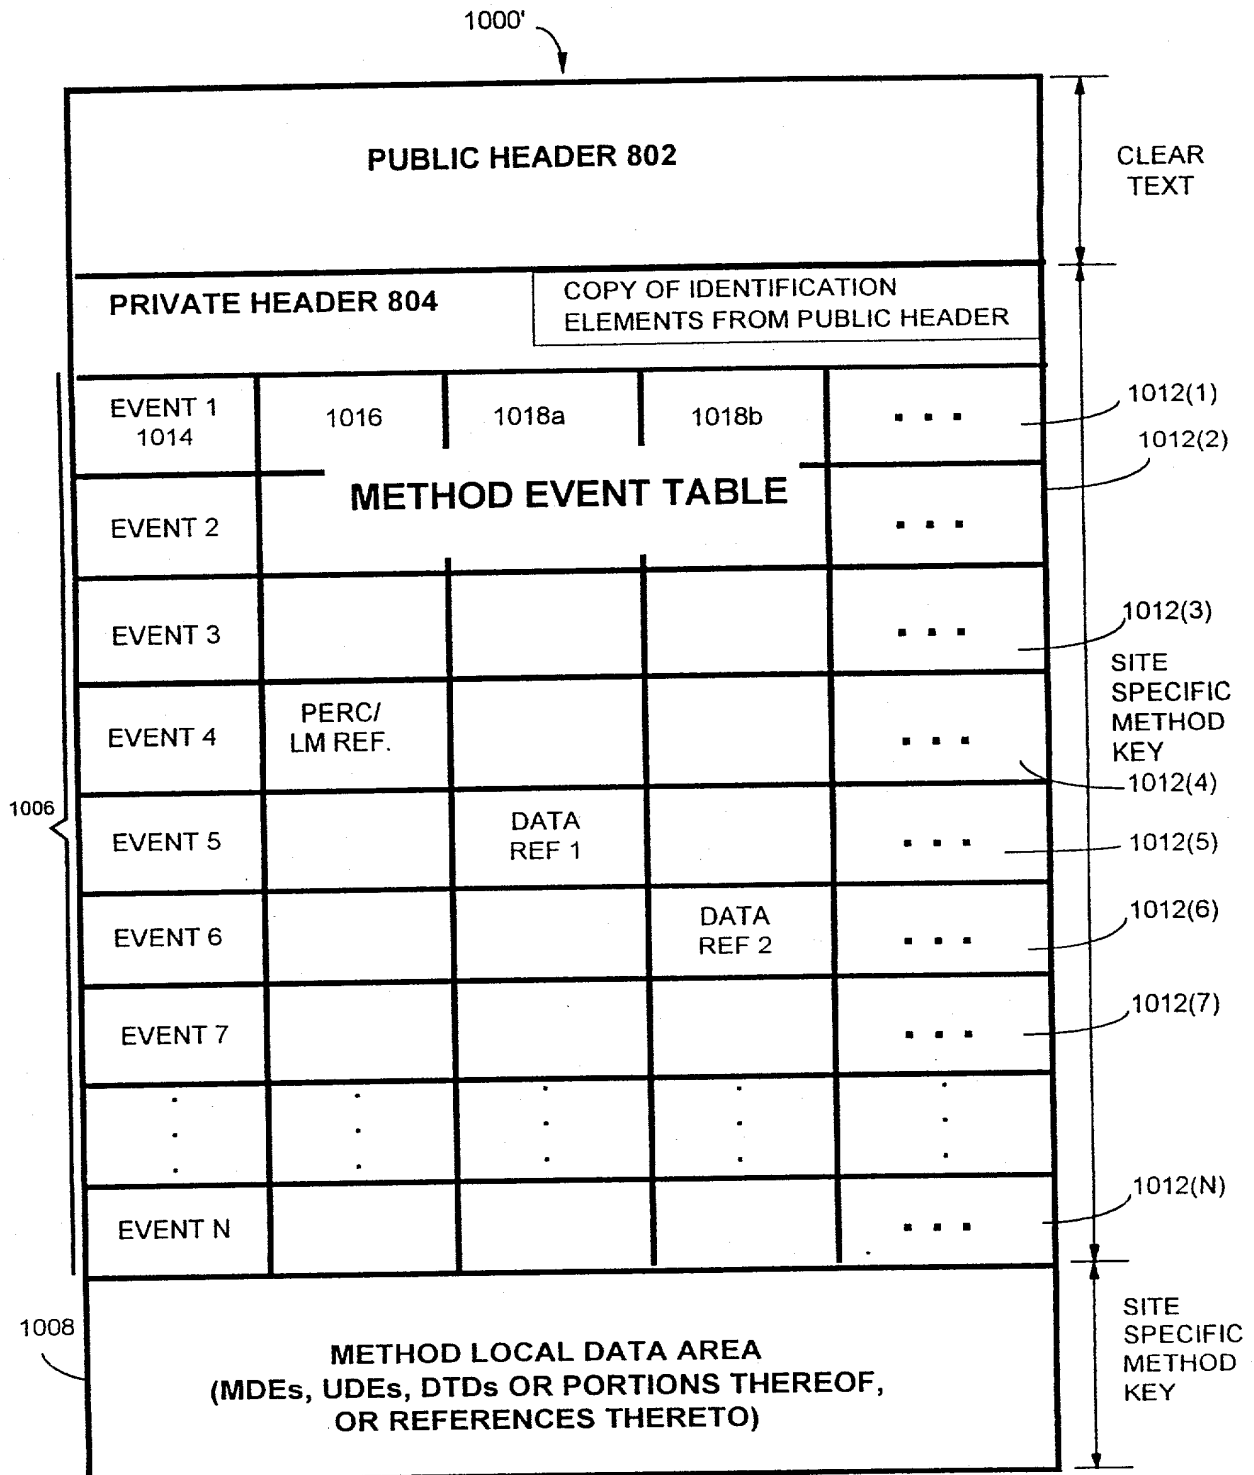 1000'
PUBLIC HEADER 802
CLEAR
TEXT
PRIVATE HEADER 804
COPY OF IDENTIFICATION
ELEMENTS FROM PUBLIC HEADER
EVENT 1
1014
1016
1018a
1018b
. . .
1012(1)
1012(2)
METHOD EVENT TABLE
EVENT 2
. . .
EVENT 3
. . .
1012(3)
SITE
SPECIFIC
METHOD
KEY
EVENT 4
PERC/
LM REF.
. . .
1012(4)
1006
EVENT 5
DATA
REF 1
. . .
1012(5)
EVENT 6
DATA
REF 2
. . .
1012(6)
EVENT 7
. . .
1012(7)
EVENT N
. . .
1012(N)
1008
METHOD LOCAL DATA AREA
(MDEs, UDEs, DTDs OR PORTIONS THEREOF,
OR REFERENCES THERETO)
SITE
SPECIFIC
METHOD
KEY